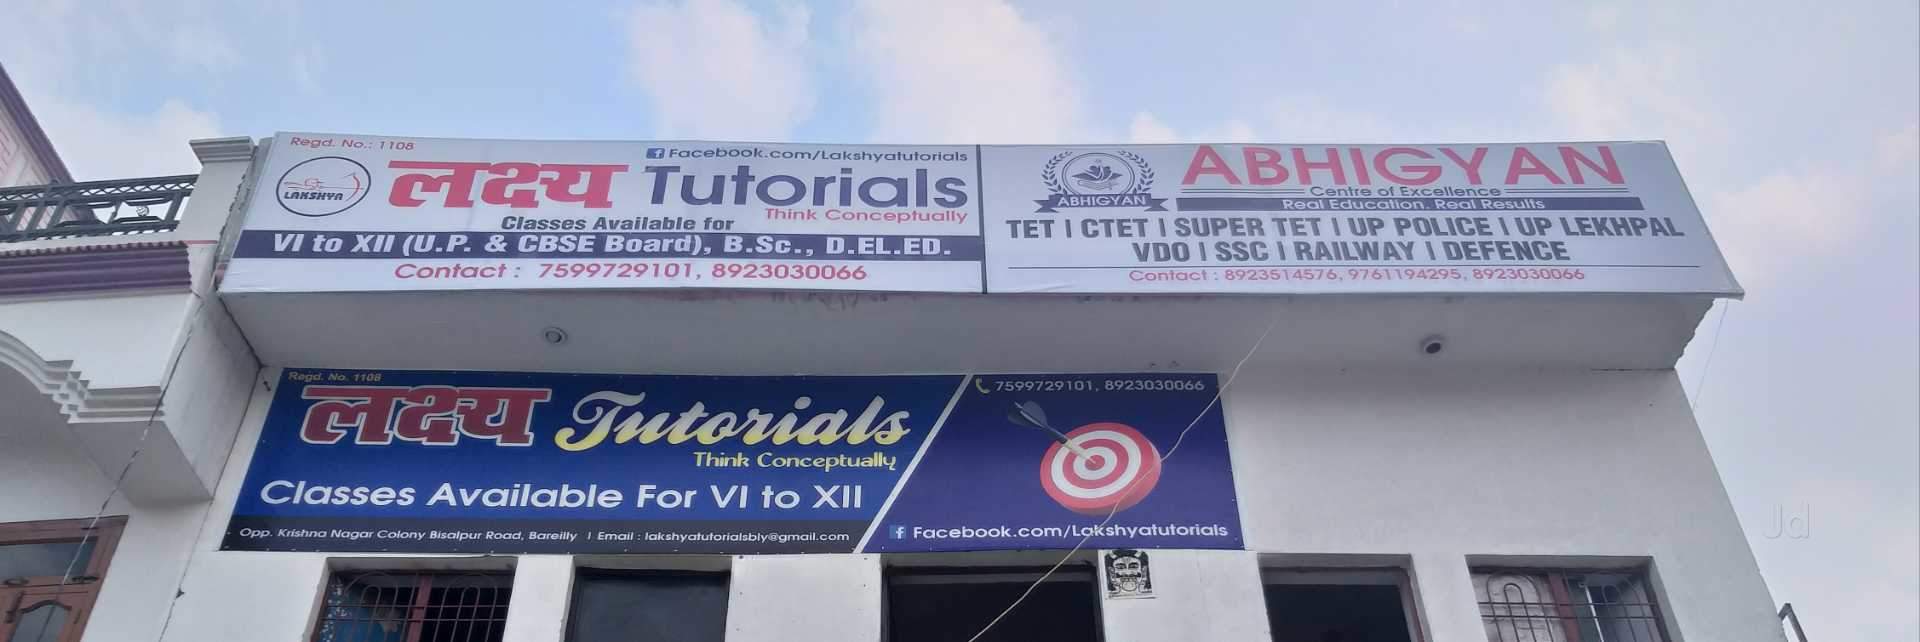 Regd. No.: 1108
Facebook.com/Lakshyatutorials
LAKSHYA
लक्ष्य Tutorials
Think Conceptually
Classes Available for
VI to XII (U.P. & CBSE Board), B.Sc., D.EL.ED.
Contact : 7599729101, 8923030066
ABHIGYAN
ABHIGYAN
Centre of Excellence
Real Education. Real Results
TET | CTET | SUPER TET | UP POLICE | UP LEKHPAL
VDO | SSC | RAILWAY | DEFENCE
Contact : 8923514576, 9761194295, 8923030066
Regd. No. 1108
लक्ष्य Tutorials
Think Conceptually
Classes Available For VI to XII
Opp. Krishna Nagar Colony Bisalpur Road, Bareilly | Email : lakshyatutorialsbly@gmail.com
7599729101, 8923030066
Facebook.com/Lakshyatutorials
Jd